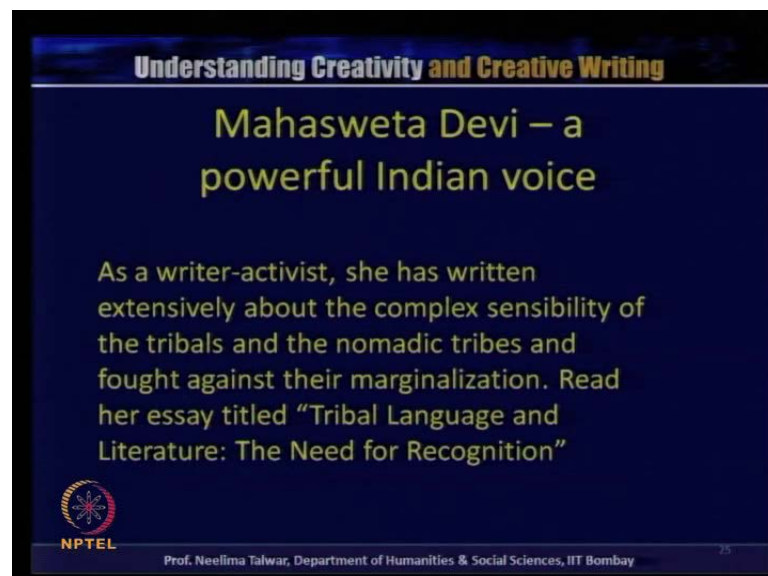 Understanding Creativity and Creative Writing
Mahasweta Devi – a
powerful Indian voice
As a writer-activist, she has written
extensively about the complex sensibility of
the tribals and the nomadic tribes and
fought against their marginalization. Read
her essay titled “Tribal Language and
Literature: The Need for Recognition”
NPTEL
Prof. Neelima Talwar, Department of Humanities & Social Sciences, IIT Bombay
25